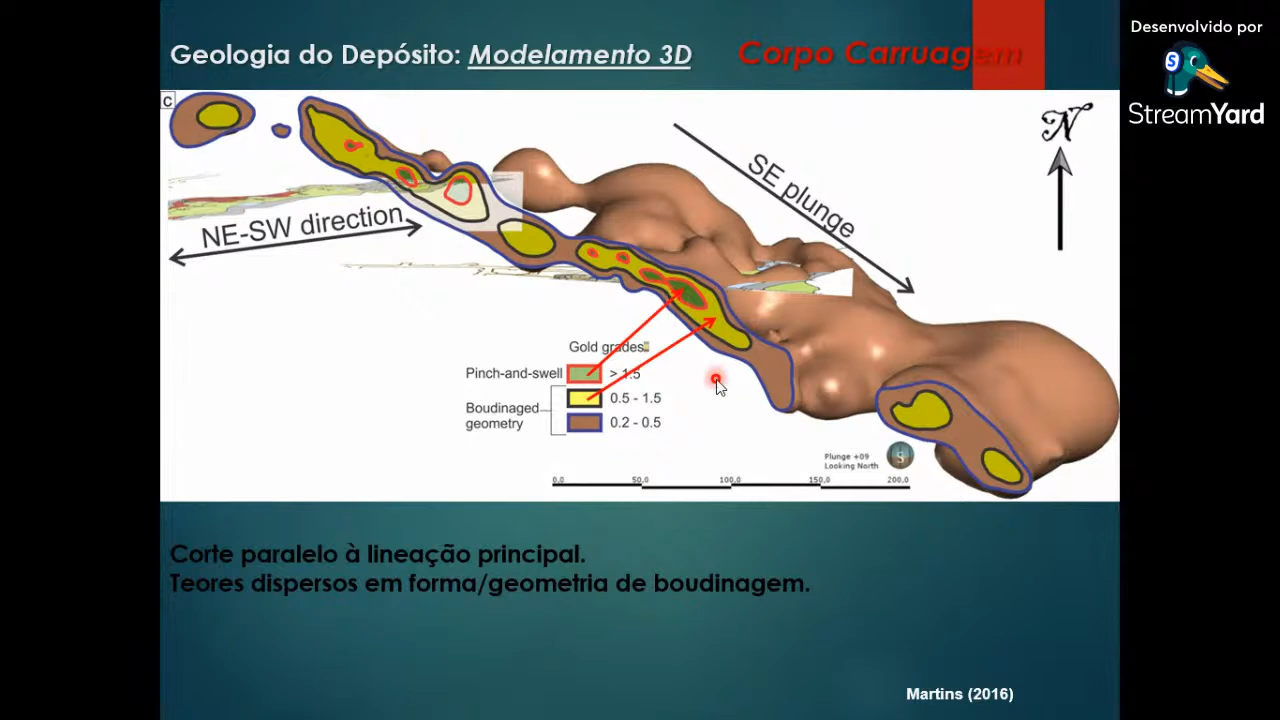 Geologia do Depósito: Modelamento 3D
Corpo Carruagem
Desenvolvido por
StreamYard
C
N
SE plunge
NE-SW direction
Gold grades
Pinch-and-swell
> 1.5
Boudinaged
geometry
0.5 - 1.5
0.2 - 0.5
Plunge +09
Looking North
S
0,0 50,0 100,0 150,0 200,0
Corte paralelo à lineação principal.
Teores dispersos em forma/geometria de boudinagem.
Martins (2016)